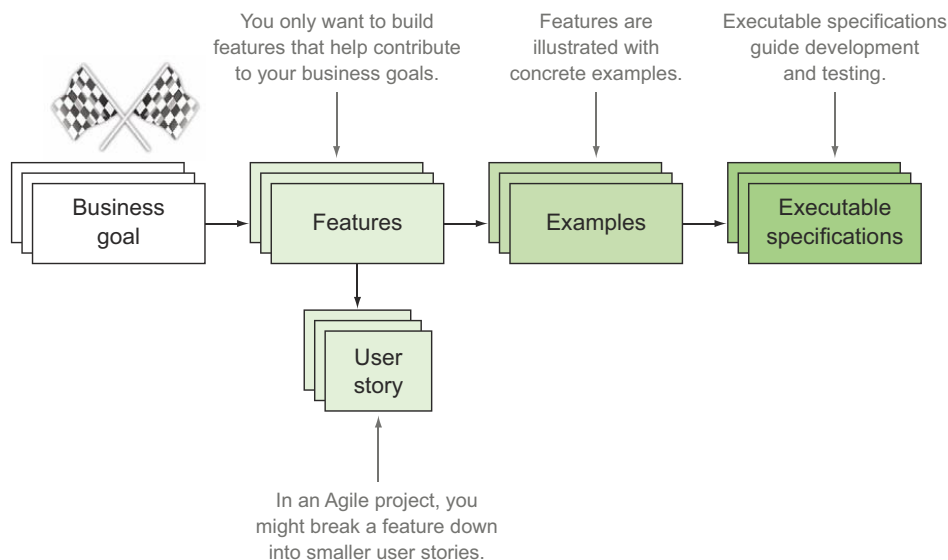 You only want to build
features that help contribute
to your business goals.
Features are
illustrated with
concrete examples.
Executable specifications
guide development
and testing.
Business
goal
Features
Examples
Executable
specifications
User
story
In an Agile project, you
might break a feature down
into smaller user stories.